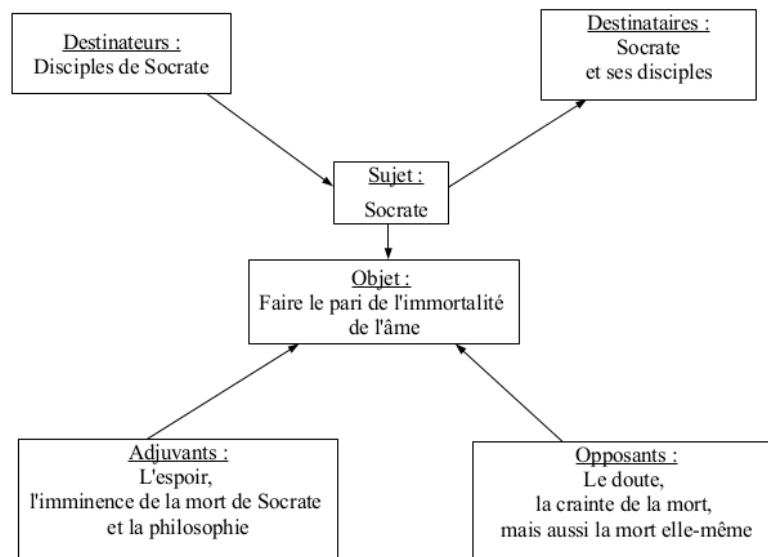 Destinateurs :
Disciples de Socrate
Destinataires :
Socrate
et ses disciples
Sujet :
Socrate
Objet :
Faire le pari de l'immortalité
de l'âme
Adjuvants :
L'espoir,
l'imminence de la mort de Socrate
et la philosophie
Opposants :
Le doute,
la crainte de la mort,
mais aussi la mort elle-même